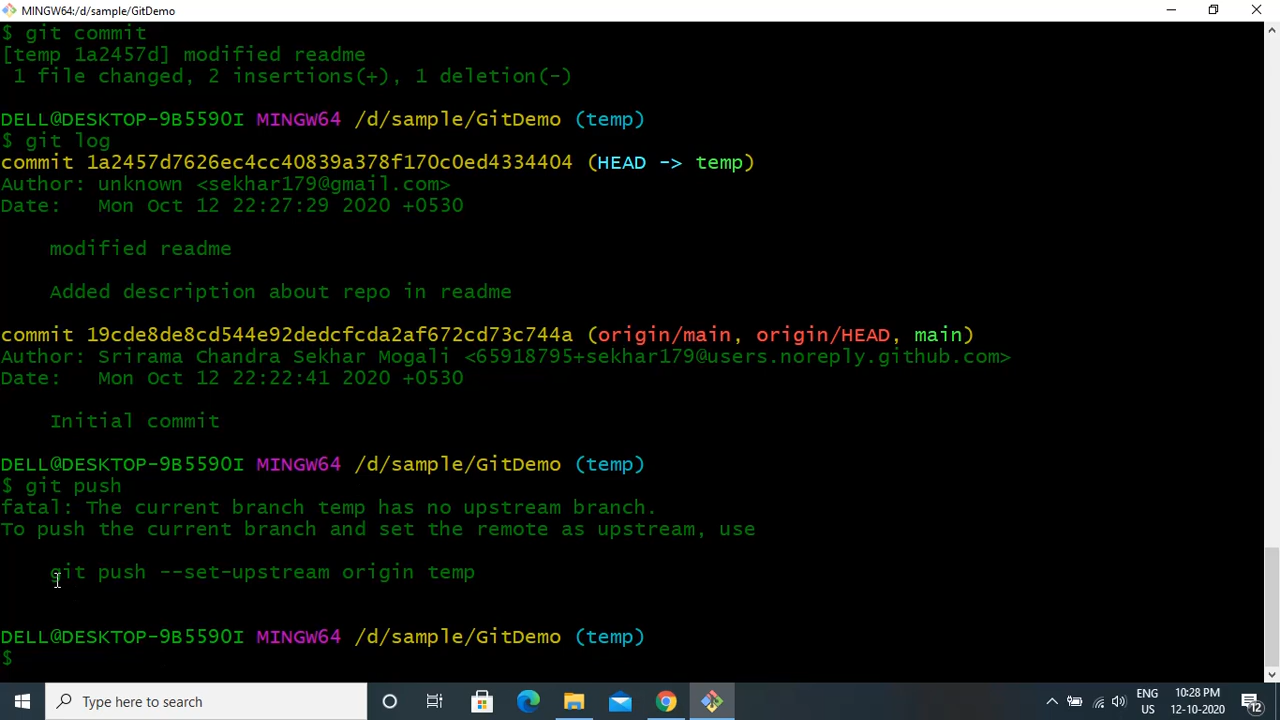 MINGW64:/d/sample/GitDemo
$ git commit
[temp 1a2457d] modified readme
 1 file changed, 2 insertions(+), 1 deletion(-)
DELL@DESKTOP-9B5590I MINGW64 /d/sample/GitDemo (temp)
$ git log
commit 1a2457d7626ec4cc40839a378f170c0ed4334404 (HEAD -> temp)
Author: unknown <sekhar179@gmail.com>
Date:   Mon Oct 12 22:27:29 2020 +0530
    modified readme
    Added description about repo in readme
commit 19cde8de8cd544e92dedcfcda2af672cd73c744a (origin/main, origin/HEAD, main)
Author: Srirama Chandra Sekhar Mogali <65918795+sekhar179@users.noreply.github.com>
Date:   Mon Oct 12 22:22:41 2020 +0530
    Initial commit
DELL@DESKTOP-9B5590I MINGW64 /d/sample/GitDemo (temp)
$ git push
fatal: The current branch temp has no upstream branch.
To push the current branch and set the remote as upstream, use
    git push --set-upstream origin temp
DELL@DESKTOP-9B5590I MINGW64 /d/sample/GitDemo (temp)
$
Type here to search
ENG
US
10:28 PM
12-10-2020
12